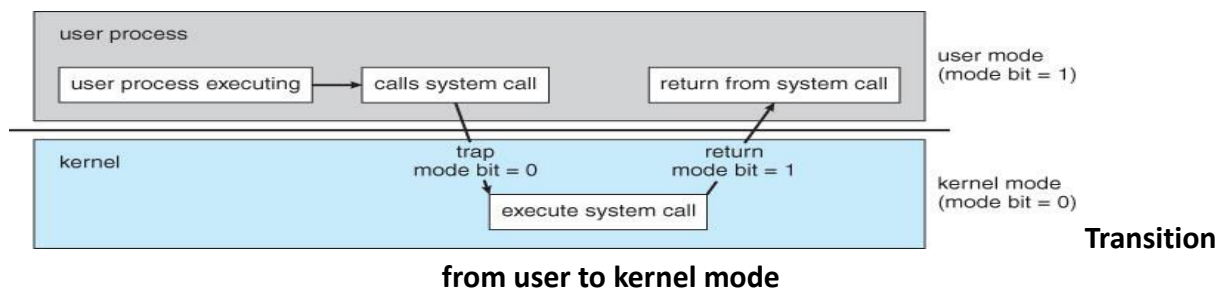 user process
user process executing
calls system call
return from system call
user mode
(mode bit = 1)
kernel
trap
mode bit = 0
return
mode bit = 1
execute system call
kernel mode
(mode bit = 0)
Transition
from user to kernel mode